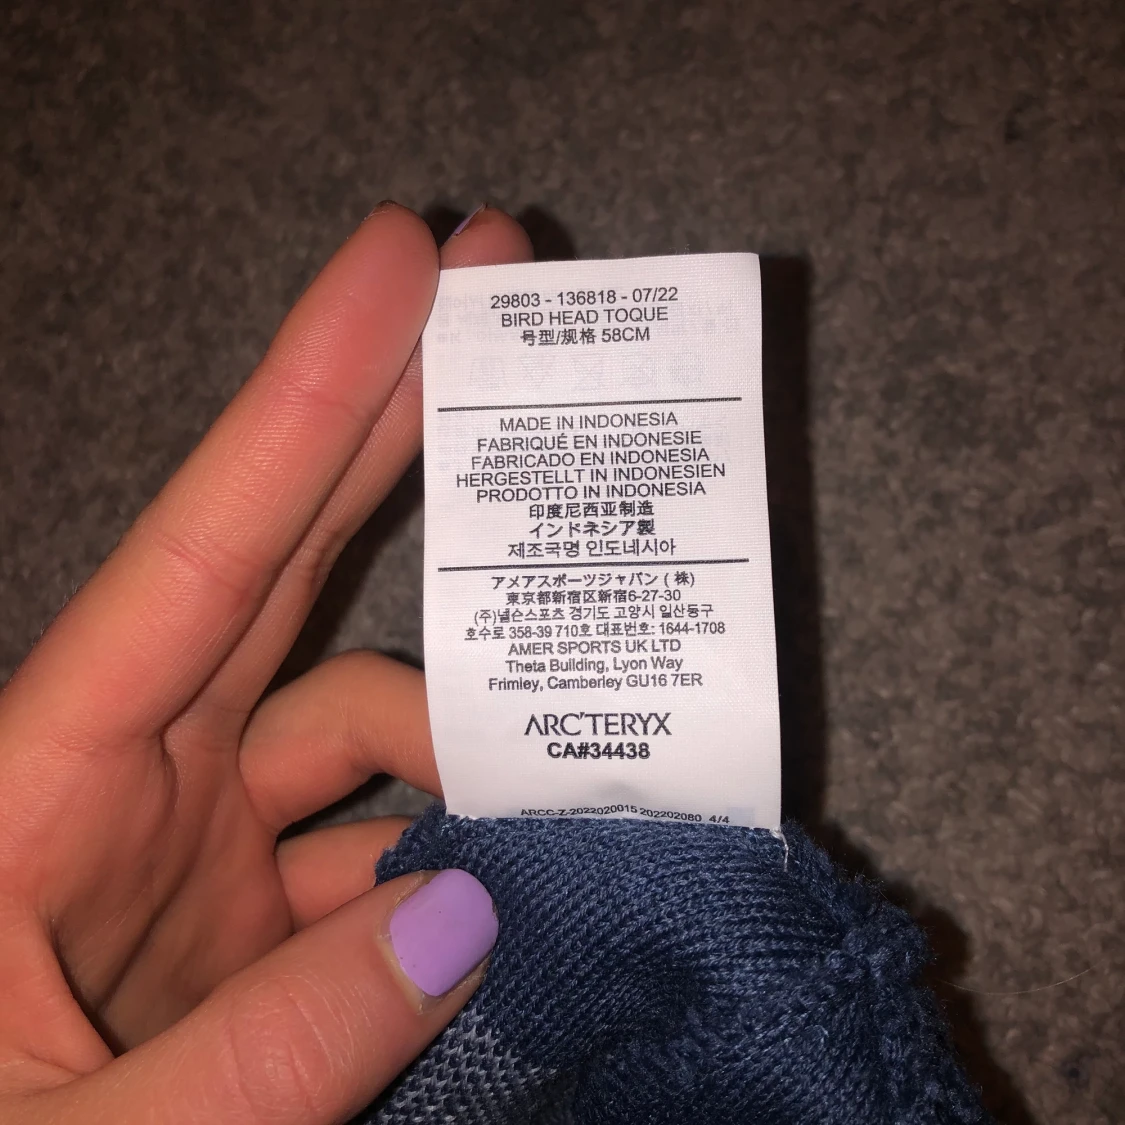 29803 - 136818 - 07/22
BIRD HEAD TOQUE
号型/规格 58CM
MADE IN INDONESIA
FABRIQUÉ EN INDONESIE
FABRICADO EN INDONESIA
HERGESTELLT IN INDONESIEN
PRODOTTO IN INDONESIA
印度尼西亚制造
インドネシア製
제조국명 인도네시아
アメアスポーツジャパン ( 株)
東京都新宿区新宿6-27-30
(주)넬슨스포츠 경기도 고양시 일산동구
호수로 358-39 710호 대표번호: 1644-1708
AMER SPORTS UK LTD
Theta Building, Lyon Way
Frimley, Camberley GU16 7ER
ARC'TERYX
CA#34438
ARCC-Z-2022020015 202202080 4/4